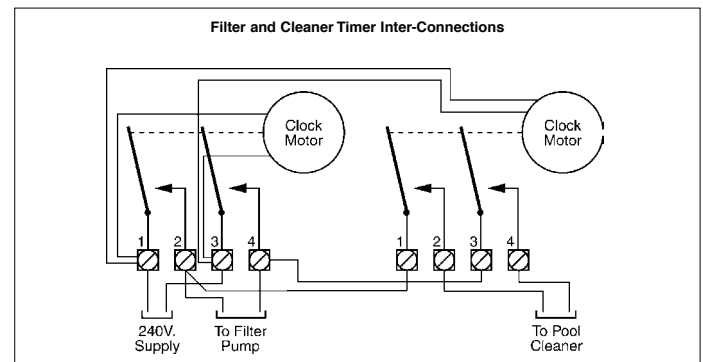 Filter and Cleaner Timer Inter-Connections
Clock
Motor
Clock
Motor
1 2 3 4
1 2 3 4
240V.
Supply
To Filter
Pump
To Pool
Cleaner